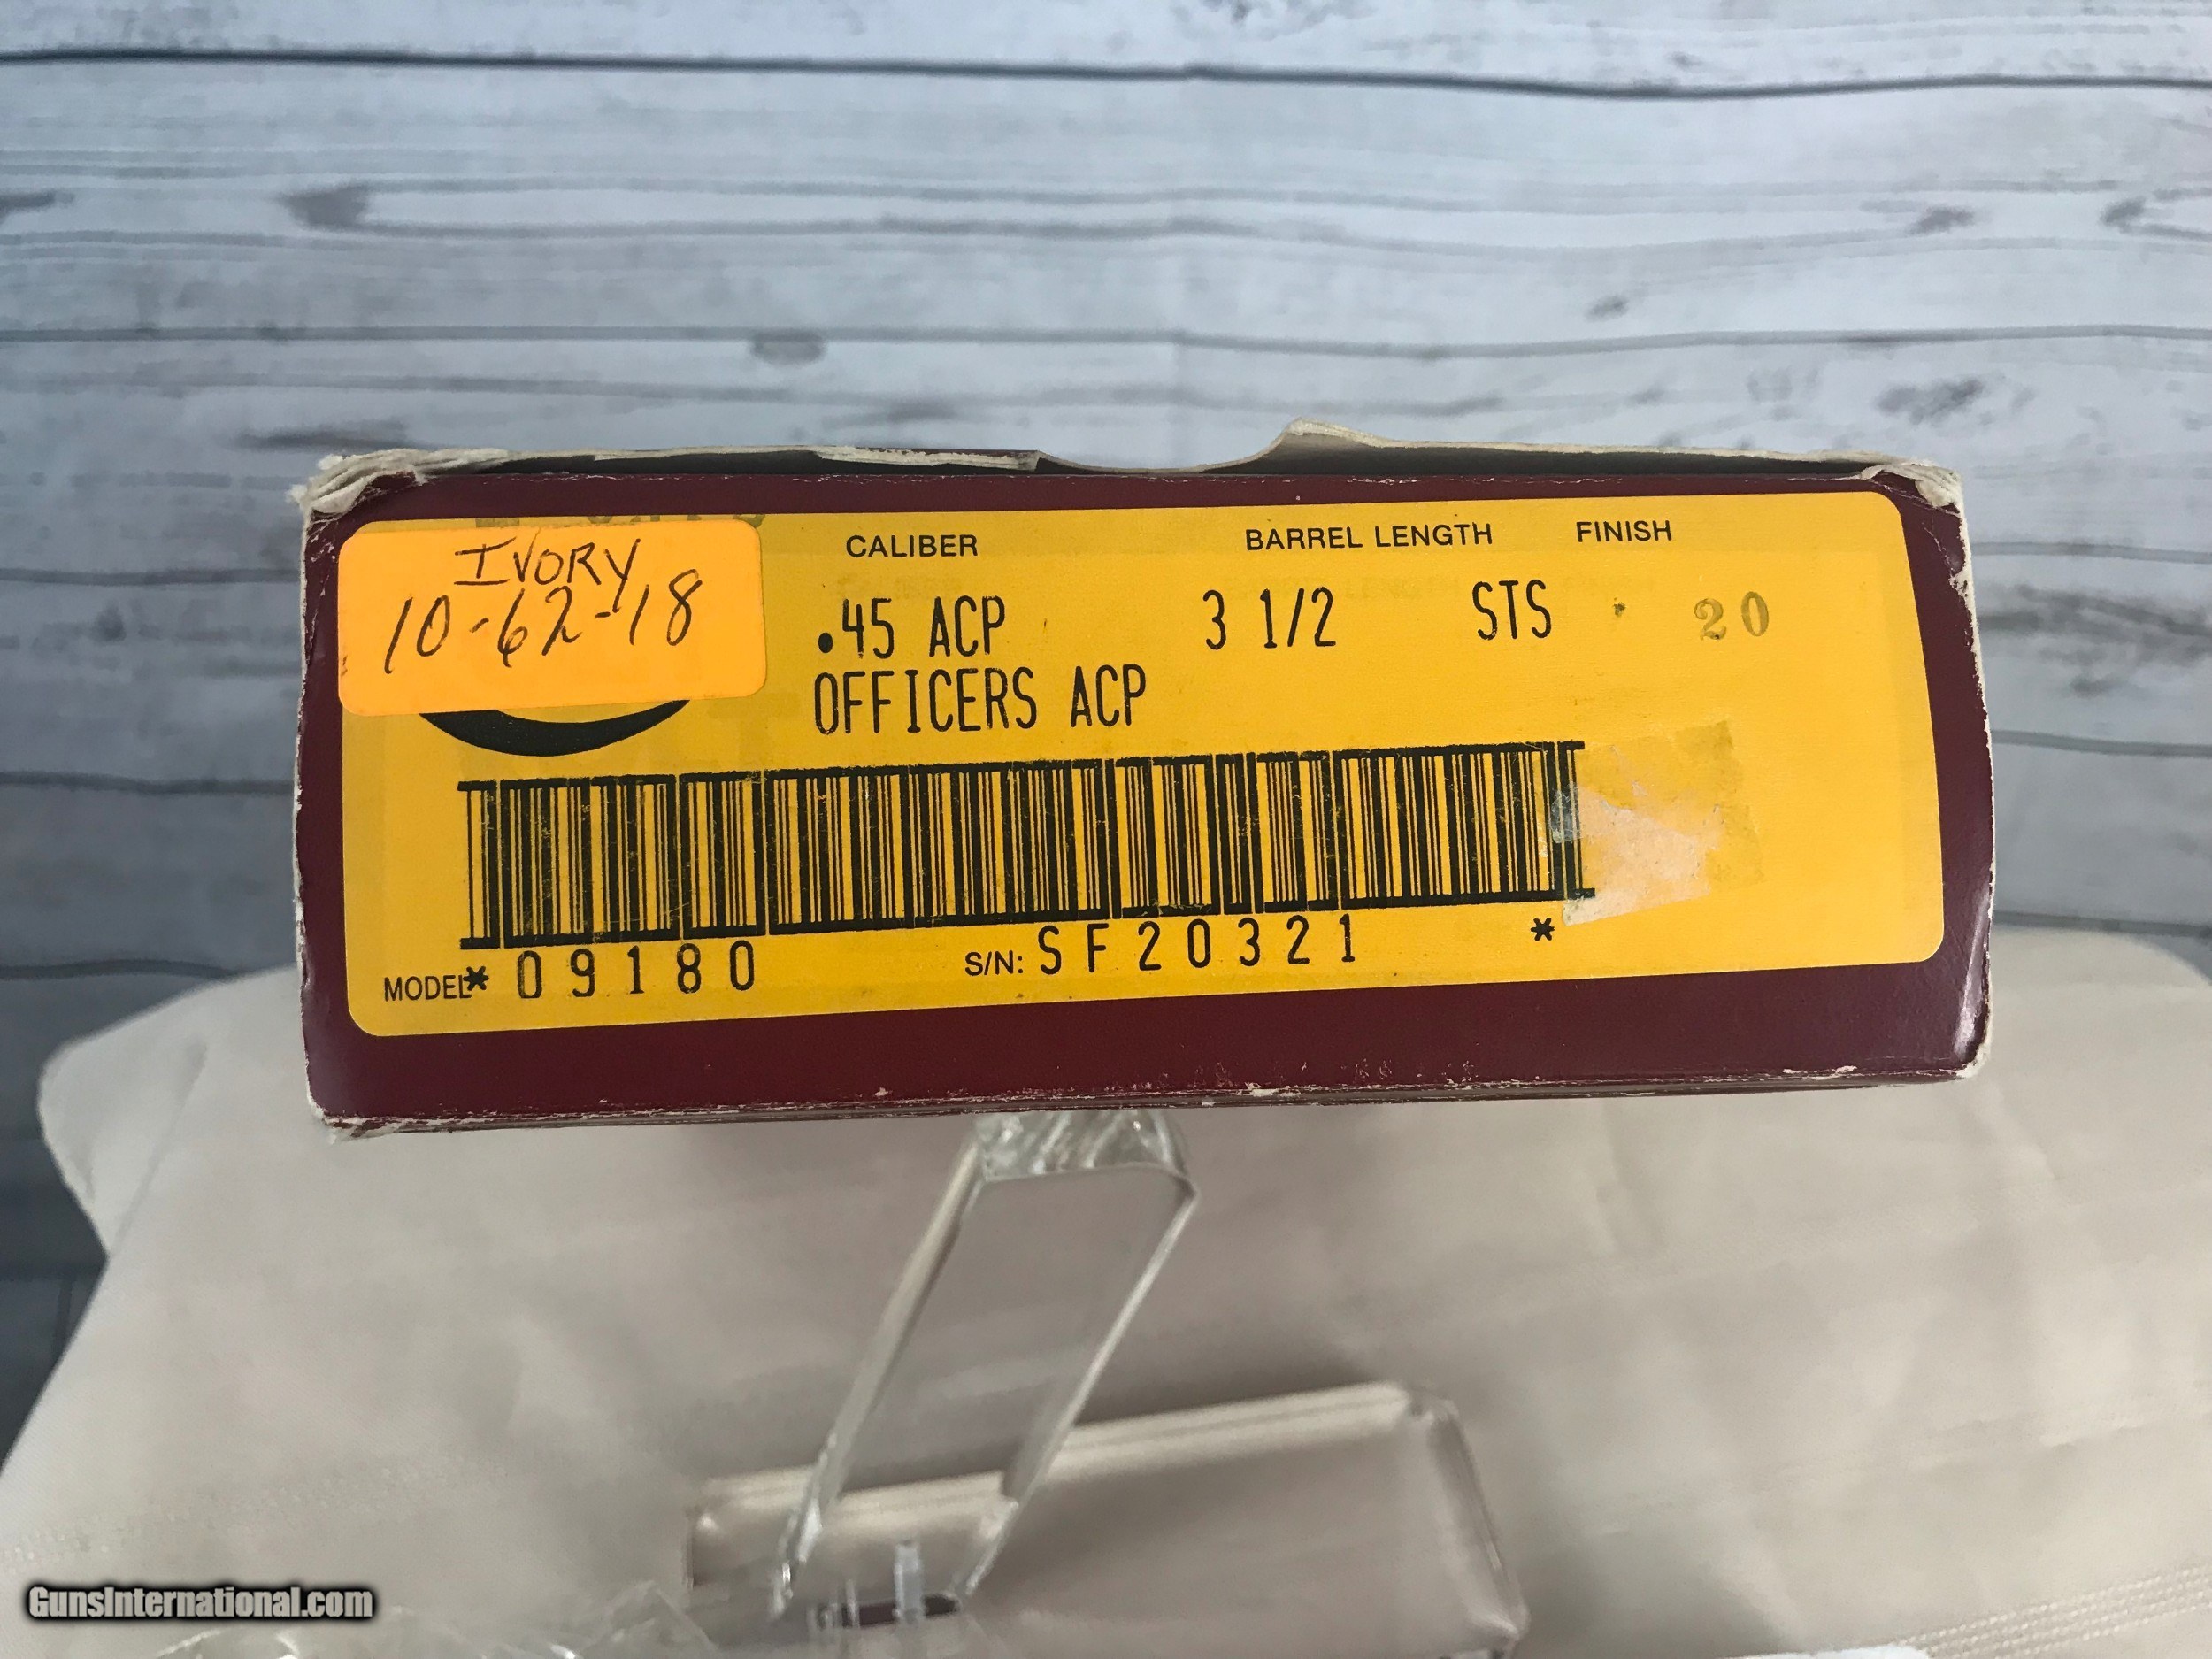 IVORY
10-62-18
CALIBER BARREL LENGTH FINISH
.45 ACP 3 1/2 STS 20
OFFICERS ACP
MODEL* 09180 S/N: SF20321 *
GunsInternational.com